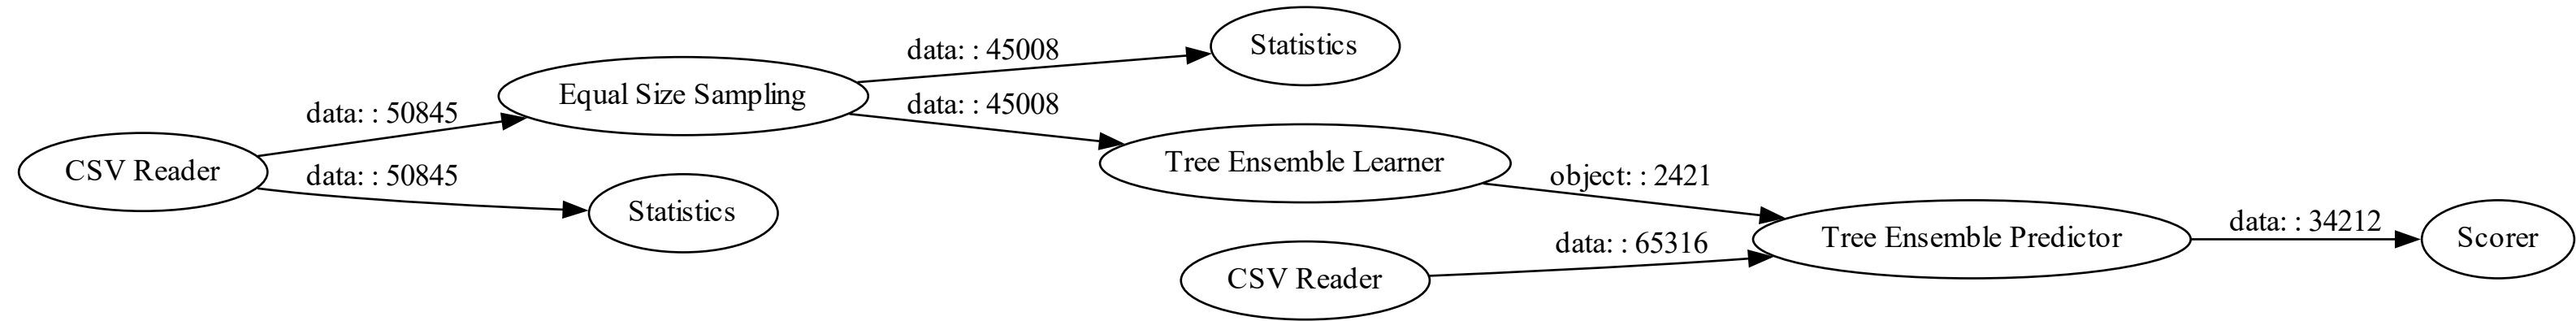 CSV Reader
data: : 50845
data: : 50845
Equal Size Sampling
Statistics
data: : 45008
data: : 45008
Statistics
Tree Ensemble Learner
CSV Reader
object: : 2421
data: : 65316
Tree Ensemble Predictor
data: : 34212
Scorer